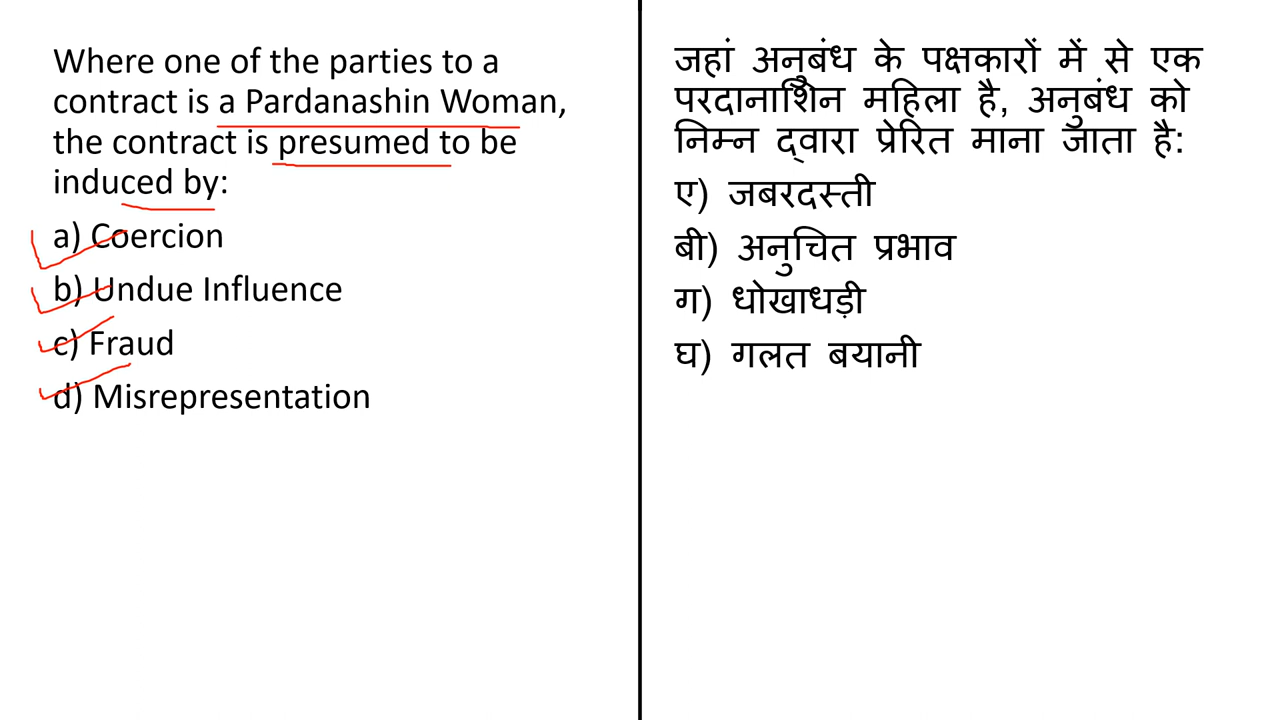 Where one of the parties to a
contract is a Pardanashin Woman,
the contract is presumed to be
induced by:
a) Coercion
b) Undue Influence
c) Fraud
d) Misrepresentation
जहां अनुबंध के पक्षकारों में से एक
परदानाशिन महिला है, अनुबंध को
निम्न द्वारा प्रेरित माना जाता है:
ए) जबरदस्ती
बी) अनुचित प्रभाव
ग) धोखाधड़ी
घ) गलत बयानी